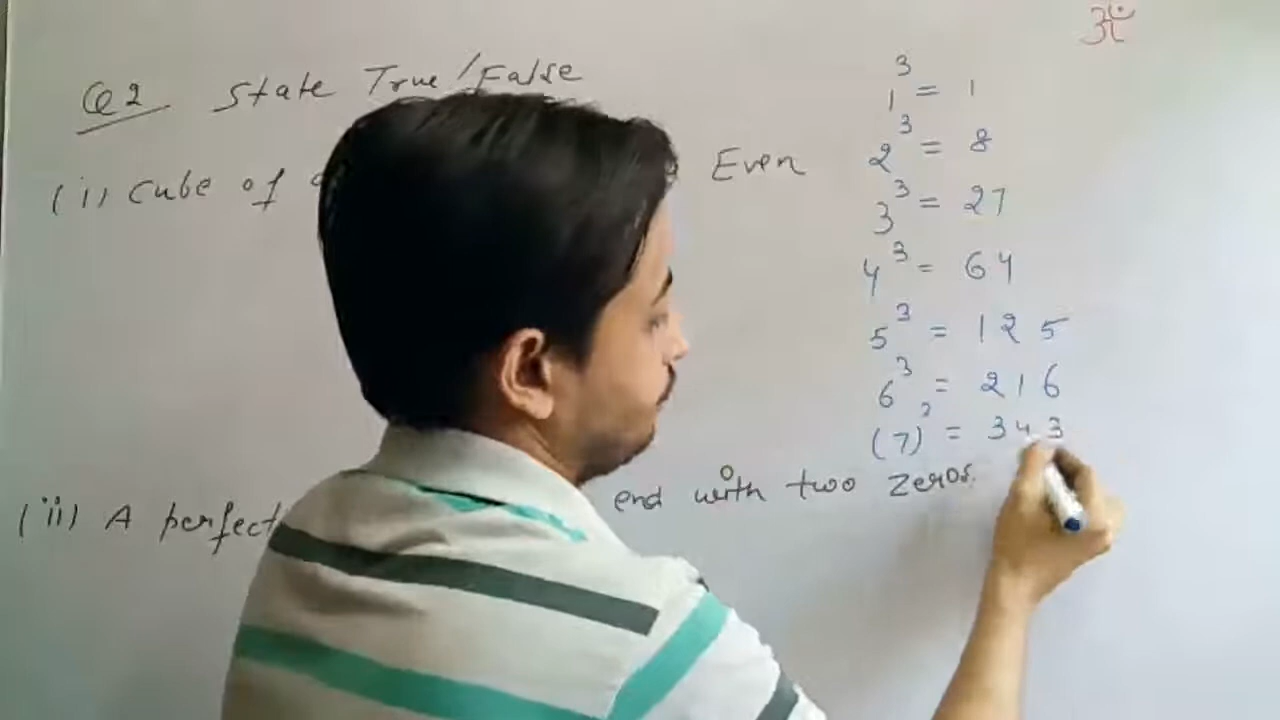 ॐ
Q2 State True/False
(i) Cube of Even
(ii) A perfect end with two zeros.
1³ = 1
2³ = 8
3³ = 27
4³ = 64
5³ = 125
6³ = 216
(7)³ = 343